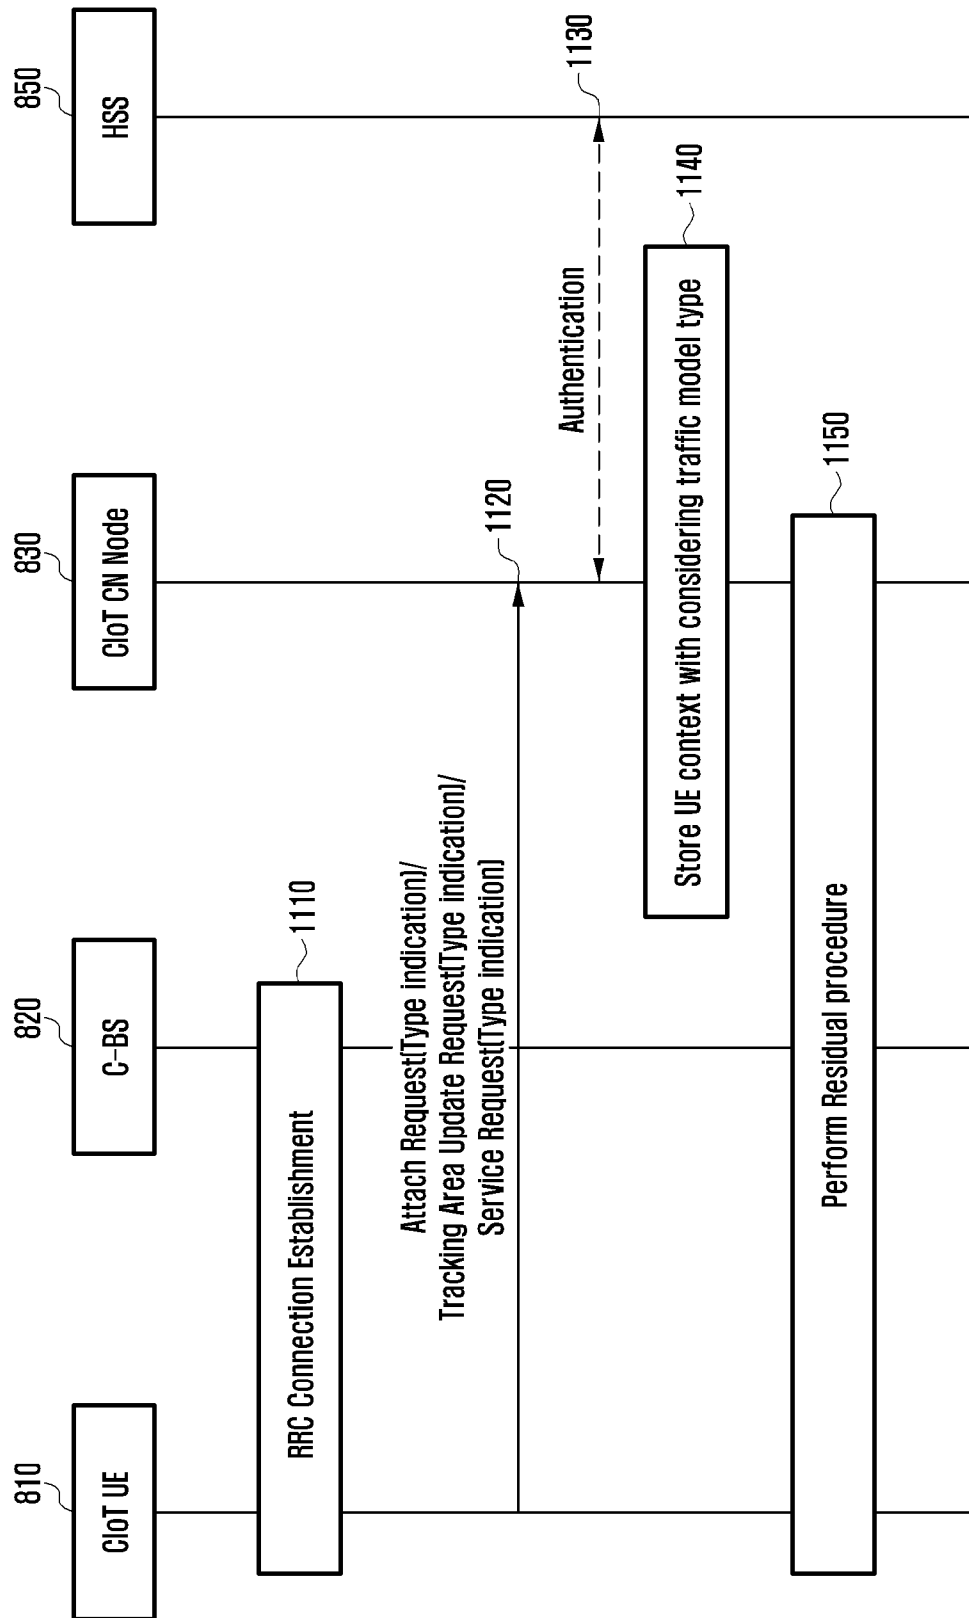 810
CIoT UE
820
C-BS
830
CIoT CN Node
850
HSS
RRC Connection Establishment
1110
Attach Request(Type indication)/
Tracking Area Update Request(Type indication)/
Service Request(Type indication)
1120
Authentication
1130
Store UE context with considering traffic model type
1140
Perform Residual procedure
1150